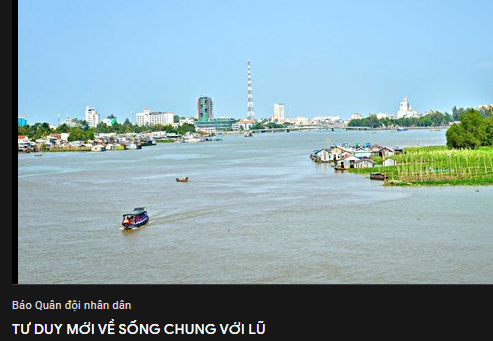 Báo Quân đội nhân dân
TƯ DUY MỚI VỀ SỐNG CHUNG VỚI LŨ